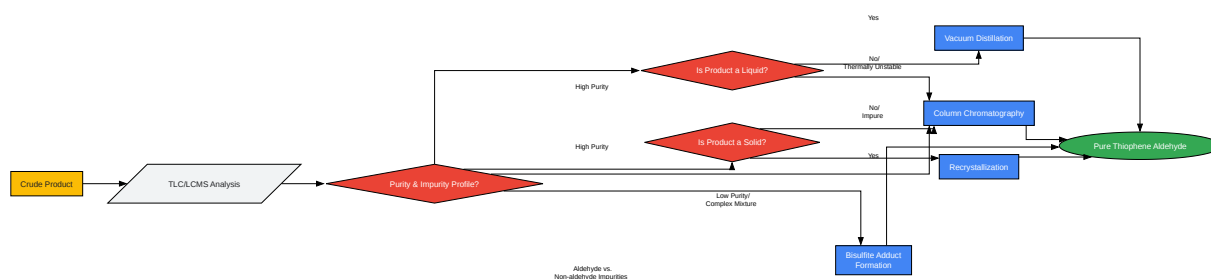 Yes
Vacuum Distillation
No/
Thermally Unstable
Is Product a Liquid?
High Purity
No/
Impure
Column Chromatography
Is Product a Solid?
High Purity
Pure Thiophene Aldehyde
Yes
Recrystallization
Crude Product
TLC/LCMS Analysis
Purity & Impurity Profile?
Low Purity/
Complex Mixture
Bisulfite Adduct
Formation
Aldehyde vs.
Non-aldehyde Impurities